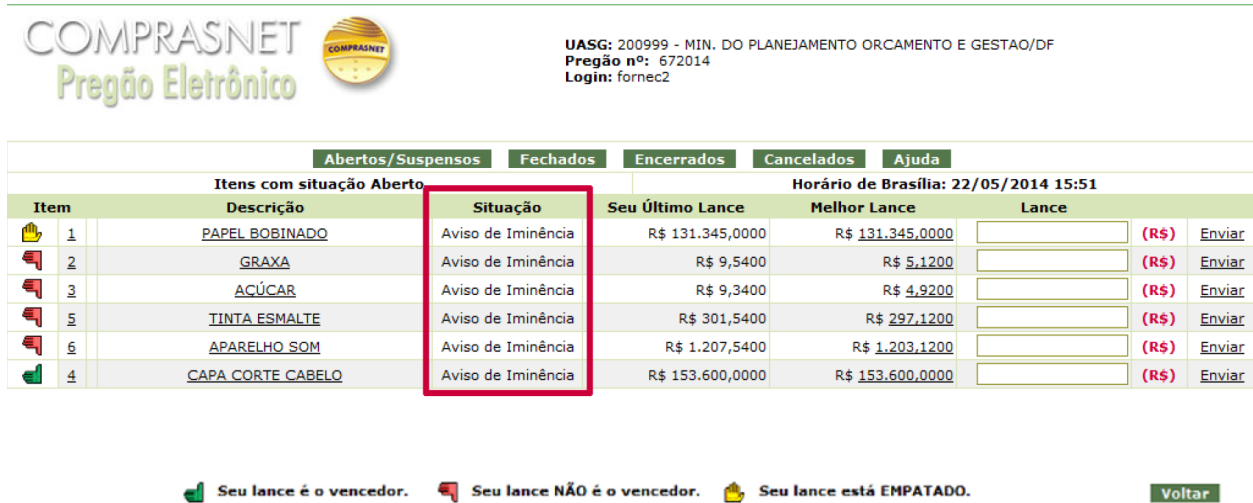 COMPRASNET
COMPRASNET
Pregão Eletrônico
UASG: 200999 - MIN. DO PLANEJAMENTO ORCAMENTO E GESTAO/DF
Pregão nº: 672014
Login: fornec2
Abertos/Suspensos Fechados Encerrados Cancelados Ajuda
Itens com situação Aberto Horário de Brasília: 22/05/2014 15:51
Item Descrição Situação Seu Último Lance Melhor Lance Lance
1 PAPEL BOBINADO Aviso de Iminência R$ 131.345,0000 R$ 131.345,0000 (R$) Enviar
2 GRAXA Aviso de Iminência R$ 9,5400 R$ 5,1200 (R$) Enviar
3 AÇÚCAR Aviso de Iminência R$ 9,3400 R$ 4,9200 (R$) Enviar
5 TINTA ESMALTE Aviso de Iminência R$ 301,5400 R$ 297,1200 (R$) Enviar
6 APARELHO SOM Aviso de Iminência R$ 1.207,5400 R$ 1.203,1200 (R$) Enviar
4 CAPA CORTE CABELO Aviso de Iminência R$ 153.600,0000 R$ 153.600,0000 (R$) Enviar
Seu lance é o vencedor. Seu lance NÃO é o vencedor. Seu lance está EMPATADO. Voltar